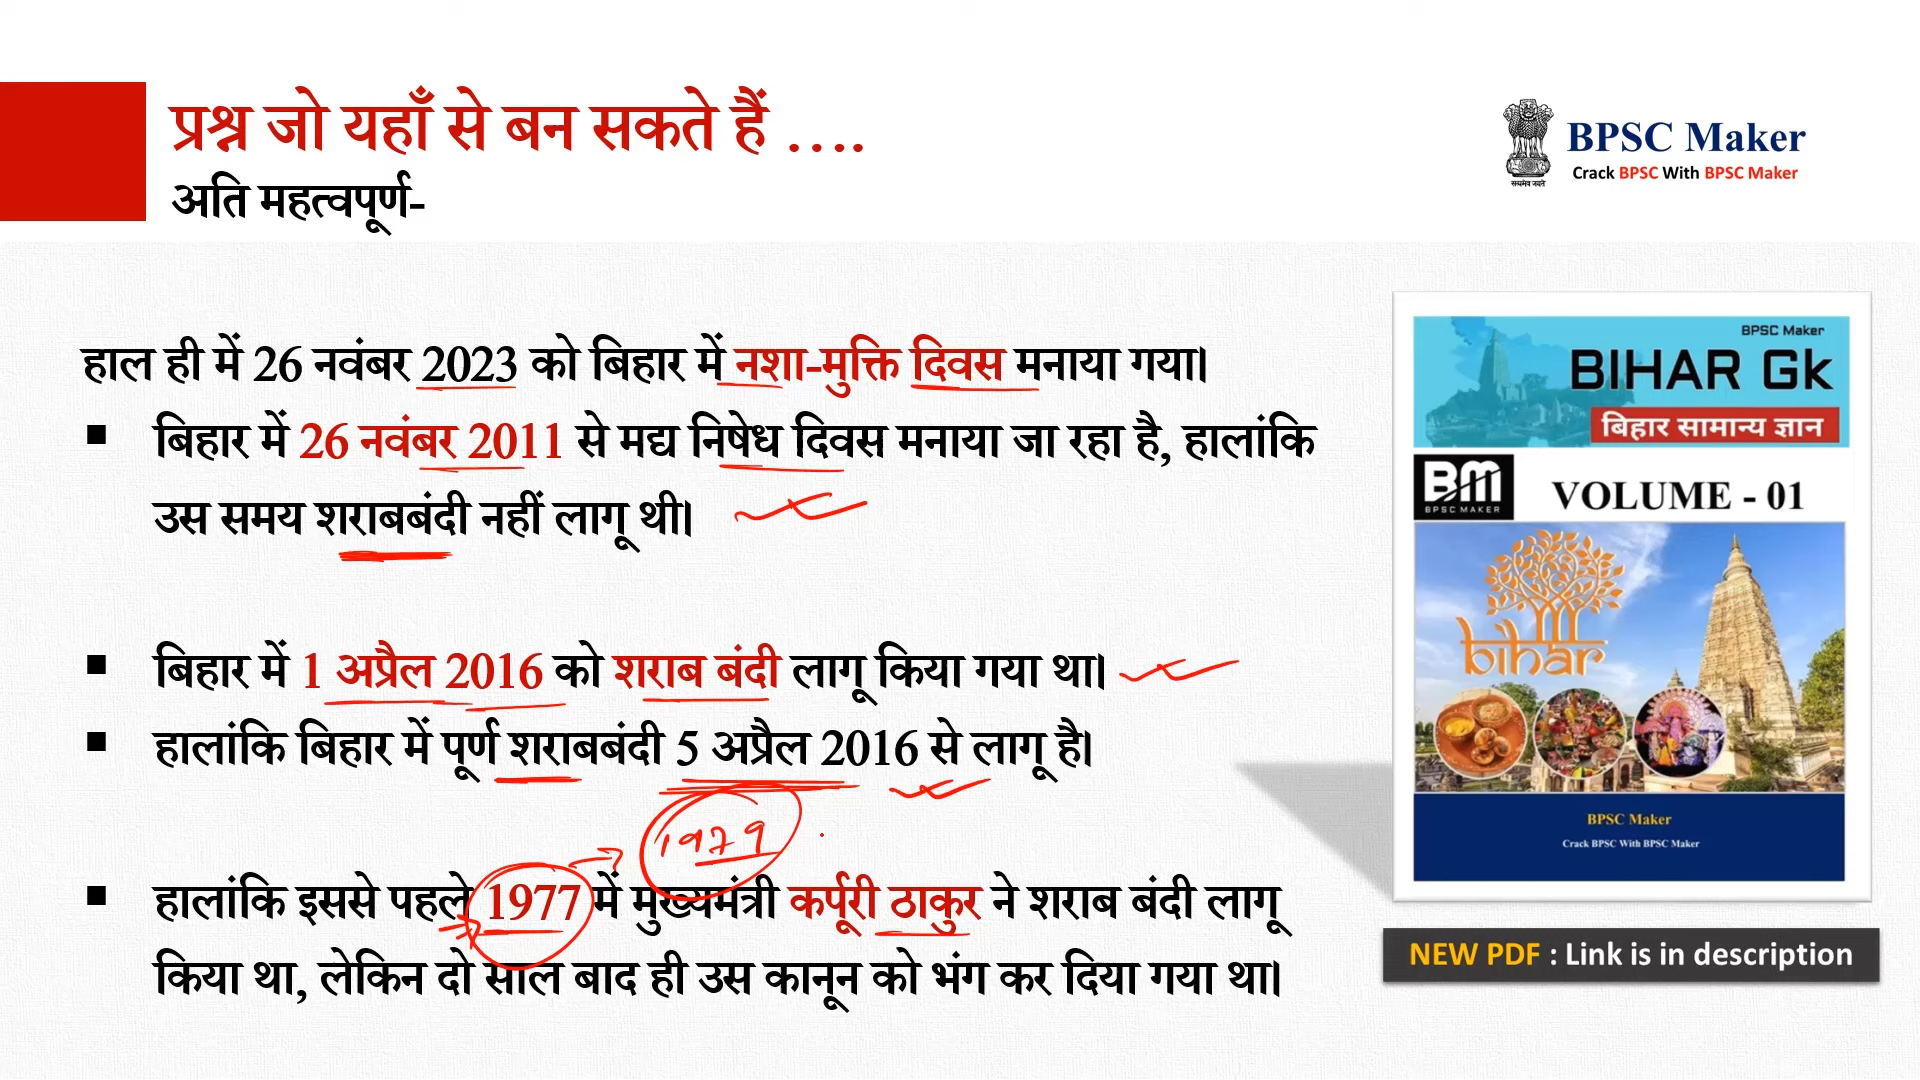 प्रश्न जो यहाँ से बन सकते हैं ....
अति महत्वपूर्ण-
सत्यमेव जयते
BPSC Maker
Crack BPSC With BPSC Maker
हाल ही में 26 नवंबर 2023 को बिहार में नशा-मुक्ति दिवस मनाया गया।
▪ बिहार में 26 नवंबर 2011 से मद्य निषेध दिवस मनाया जा रहा है, हालांकि
उस समय शराबबंदी नहीं लागू थी।
▪ बिहार में 1 अप्रैल 2016 को शराब बंदी लागू किया गया था।
▪ हालांकि बिहार में पूर्ण शराबबंदी 5 अप्रैल 2016 से लागू है।
1979
▪ हालांकि इससे पहले 1977 में मुख्यमंत्री कर्पूरी ठाकुर ने शराब बंदी लागू
किया था, लेकिन दो साल बाद ही उस कानून को भंग कर दिया गया था।
BPSC Maker
BIHAR Gk
बिहार सामान्य ज्ञान
BM
BPSC MAKER
VOLUME - 01
bihar
BPSC Maker
Crack BPSC With BPSC Maker
NEW PDF : Link is in description